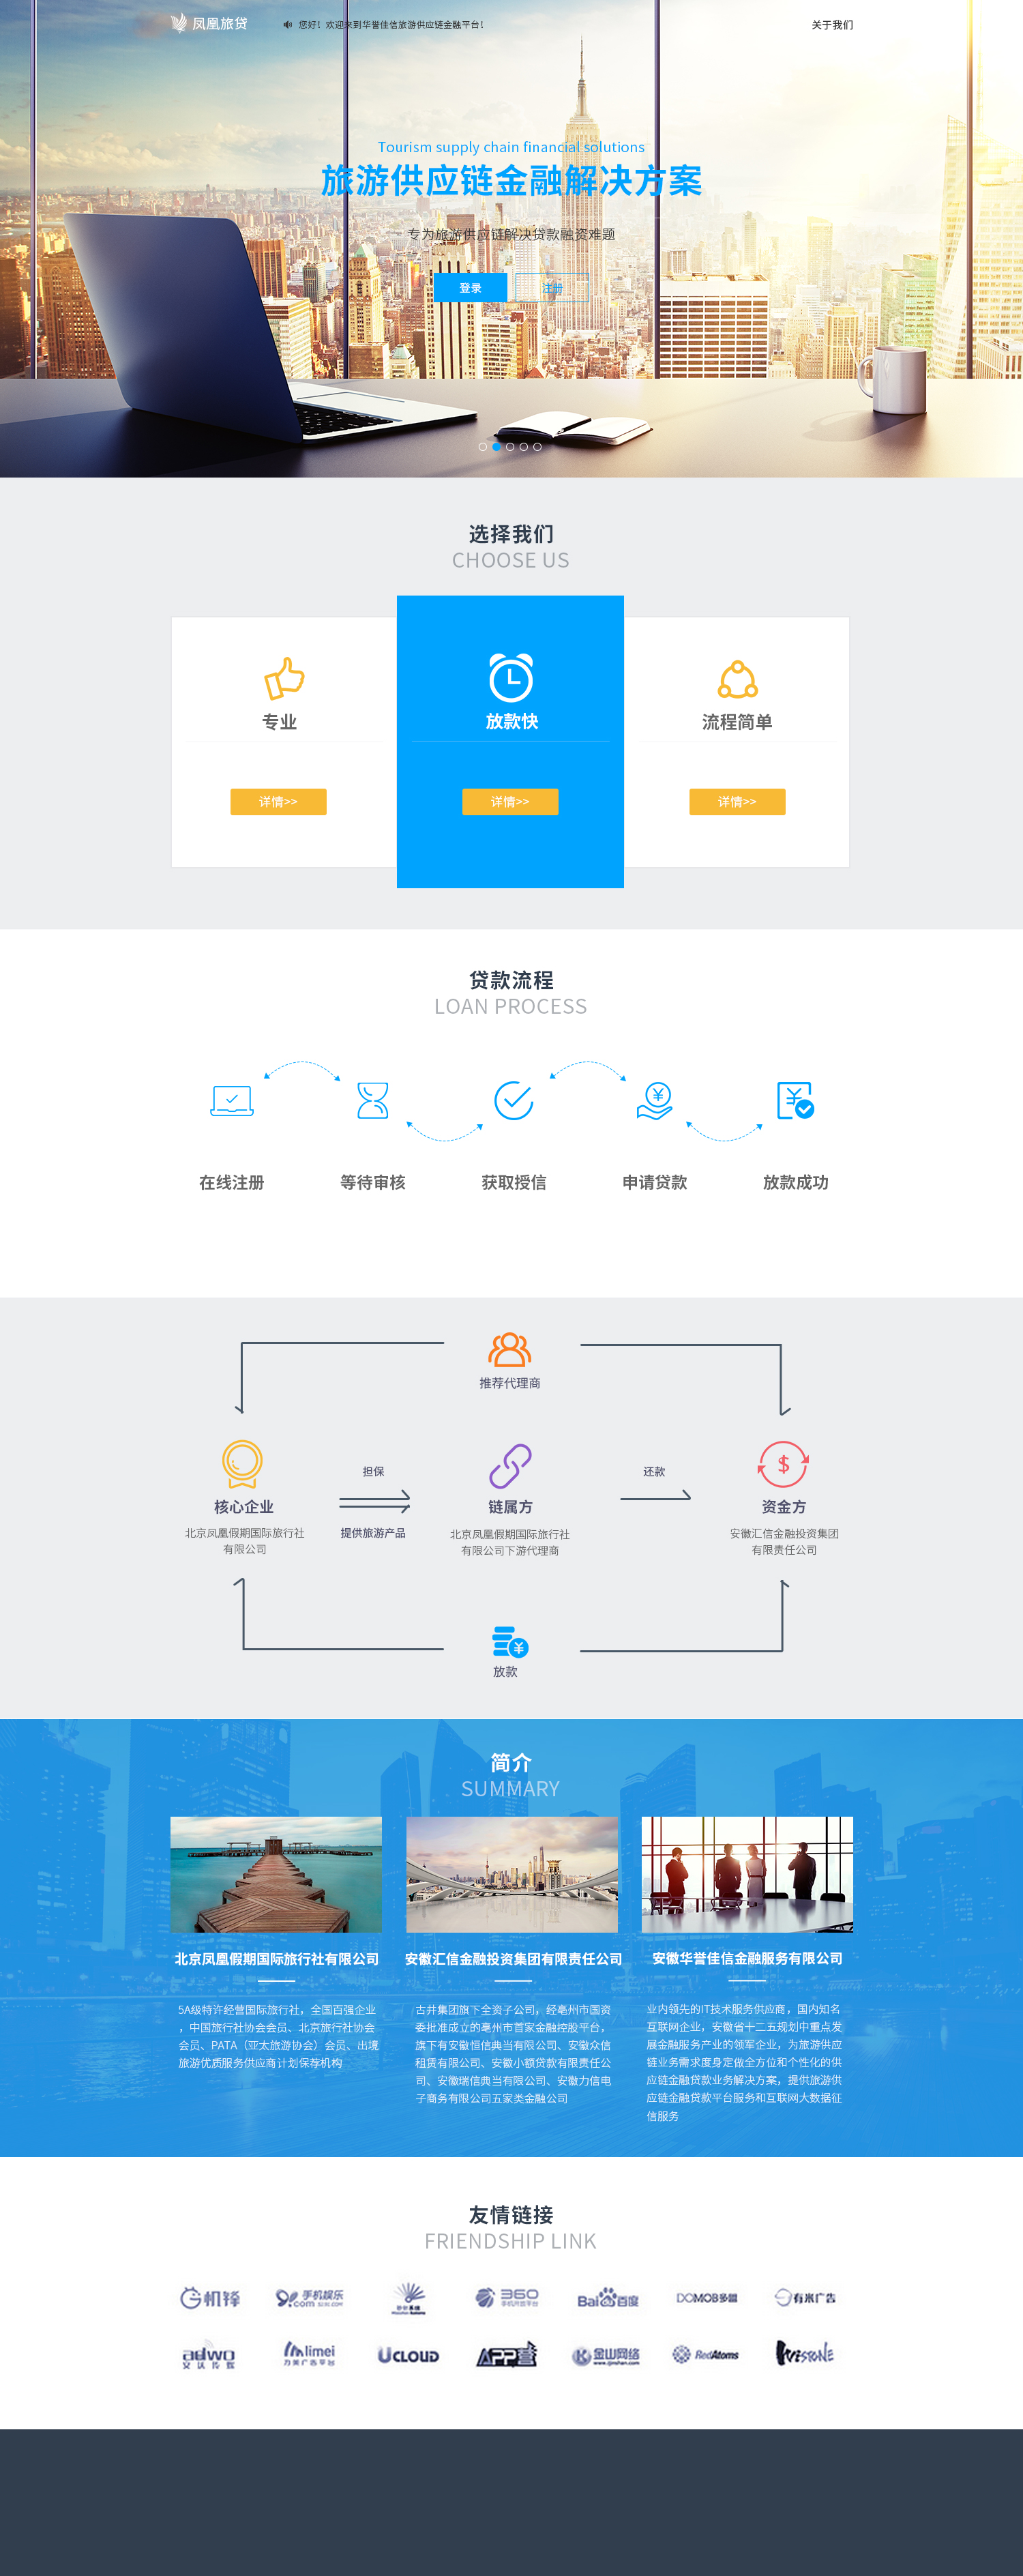 凤凰旅贷
您好！欢迎来到华誉佳信旅游供应链金融平台！
关于我们
Tourism supply chain financial solutions
旅游供应链金融解决方案
专为旅游供应链解决贷款融资难题
登录
注册
选择我们
CHOOSE US
专业
放款快
流程简单
详情>>
详情>>
详情>>
贷款流程
LOAN PROCESS
在线注册
等待审核
获取授信
申请贷款
放款成功
推荐代理商
担保
还款
核心企业
链属方
资金方
提供旅游产品
北京凤凰假期国际旅行社
有限公司
北京凤凰假期国际旅行社
有限公司下游代理商
安徽汇信金融投资集团
有限责任公司
放款
简介
SUMMARY
北京凤凰假期国际旅行社有限公司
5A级特许经营国际旅行社，全国百强企业
，中国旅行社协会会员、北京旅行社协会
会员、PATA（亚太旅游协会）会员、出境
旅游优质服务供应商计划保荐机构
安徽汇信金融投资集团有限责任公司
古井集团旗下全资子公司，经亳州市国资
委批准成立的亳州市首家金融控股平台，
旗下有安徽恒信典当有限公司、安徽众信
租赁有限公司、安徽小额贷款有限责任公
司、安徽瑞信典当有限公司、安徽力信电
子商务有限公司五家类金融公司
安徽华誉佳信金融服务有限公司
业内领先的IT技术服务供应商，国内知名
互联网企业，安徽省十二五规划中重点发
展金融服务产业的领军企业，为旅游供应
链业务需求度身定做全方位和个性化的供
应链金融贷款业务解决方案，提供旅游供
应链金融贷款平台服务和互联网大数据征
信服务
友情链接
FRIENDSHIP LINK
机锋
手机娱乐
360
手机开放平台
Bai百度
DOMOB多盟
有米广告
adwo
limei
力美广告平台
UCLOUD
APP
金山网络
RedAtoms